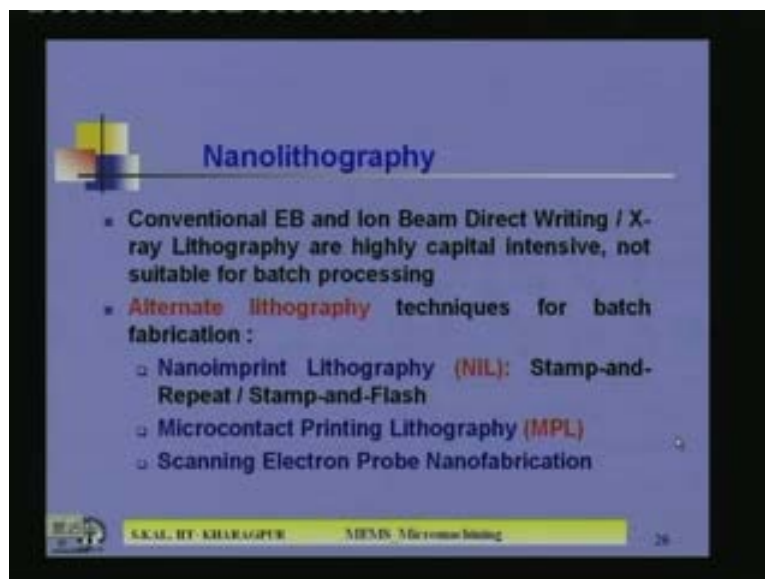 Nanolithography
▪ Conventional EB and Ion Beam Direct Writing / X-
ray Lithography are highly capital intensive, not
suitable for batch processing
▪ Alternate lithography techniques for batch
fabrication :
❑ Nanoimprint Lithography (NIL): Stamp-and-
Repeat / Stamp-and-Flash
❑ Microcontact Printing Lithography (MPL)
❑ Scanning Electron Probe Nanofabrication
S.KAL, IIT- KHARAGPUR MEMS_Micromachining 26